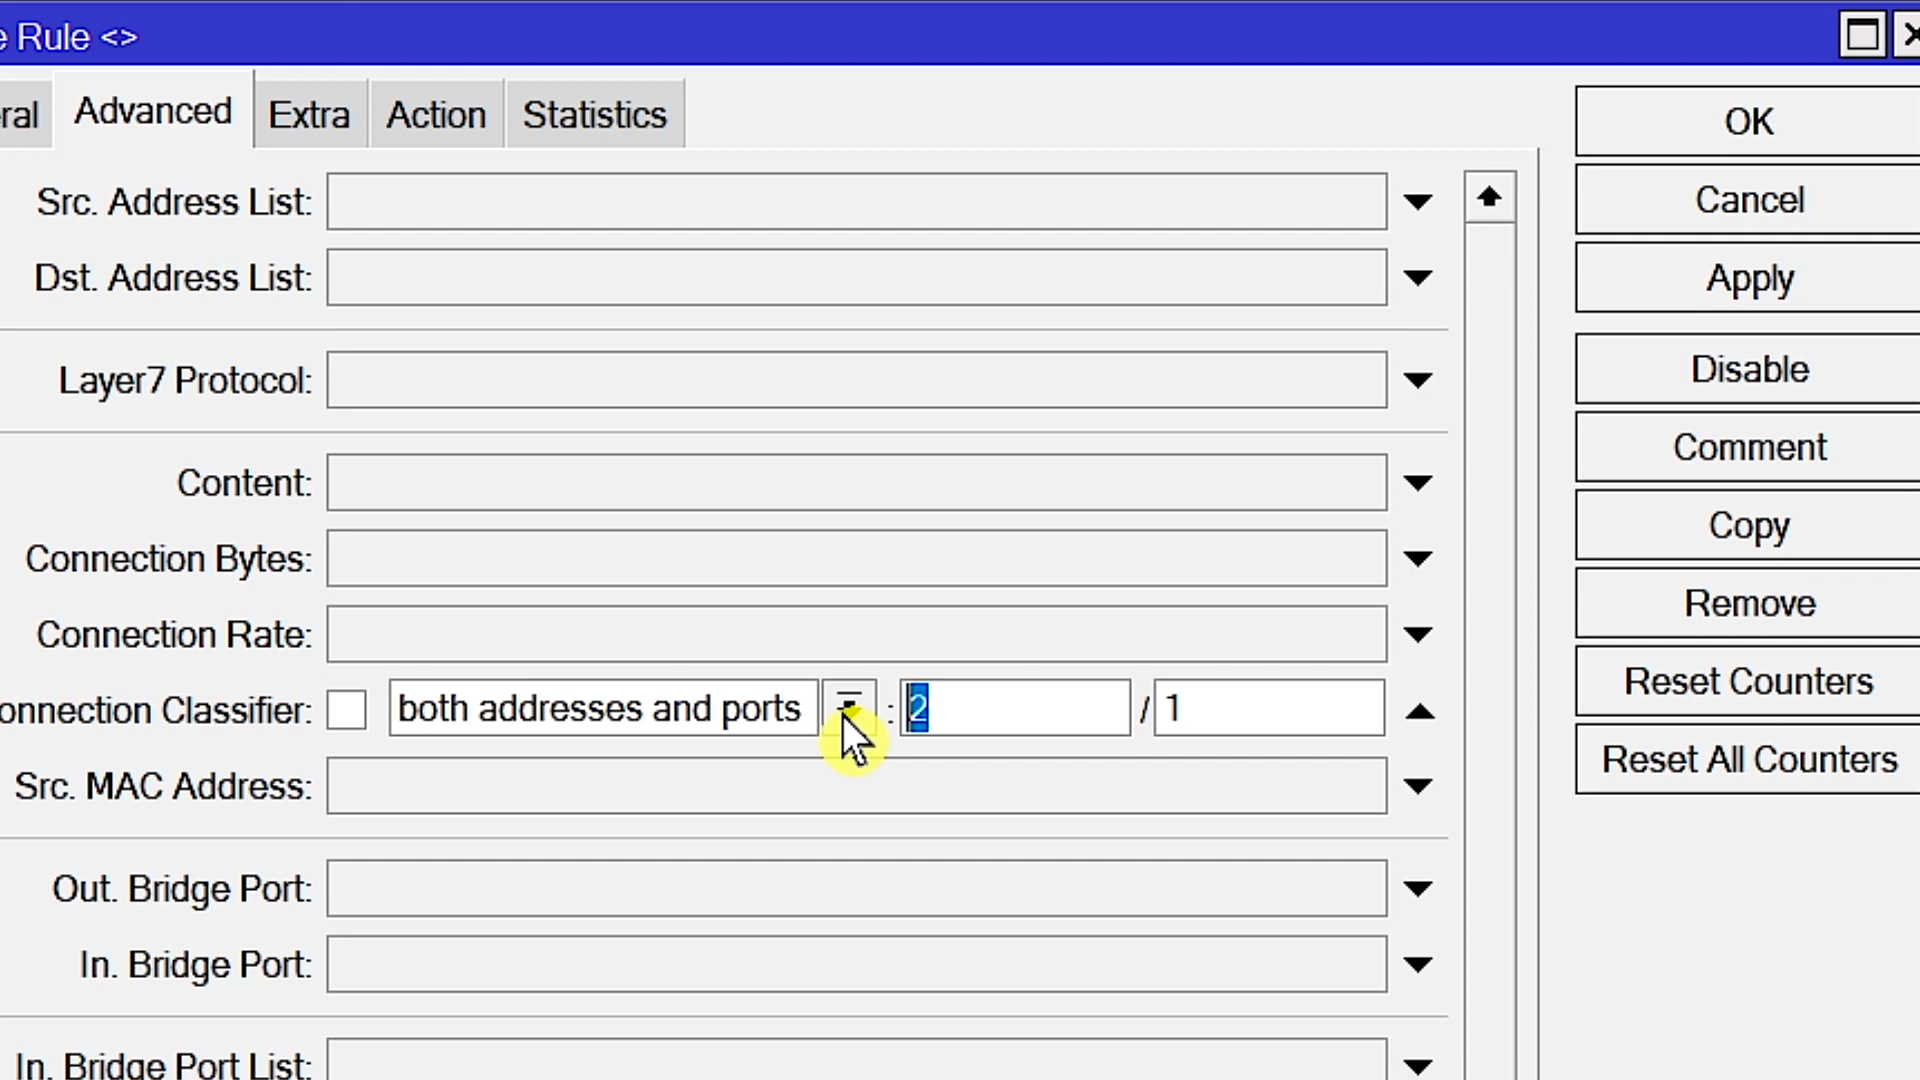 e Rule <>
eral Advanced Extra Action Statistics
Src. Address List:
Dst. Address List:
Layer7 Protocol:
Content:
Connection Bytes:
Connection Rate:
onnection Classifier: both addresses and ports : 2 / 1
Src. MAC Address:
Out. Bridge Port:
In. Bridge Port:
In. Bridge Port List:
OK
Cancel
Apply
Disable
Comment
Copy
Remove
Reset Counters
Reset All Counters